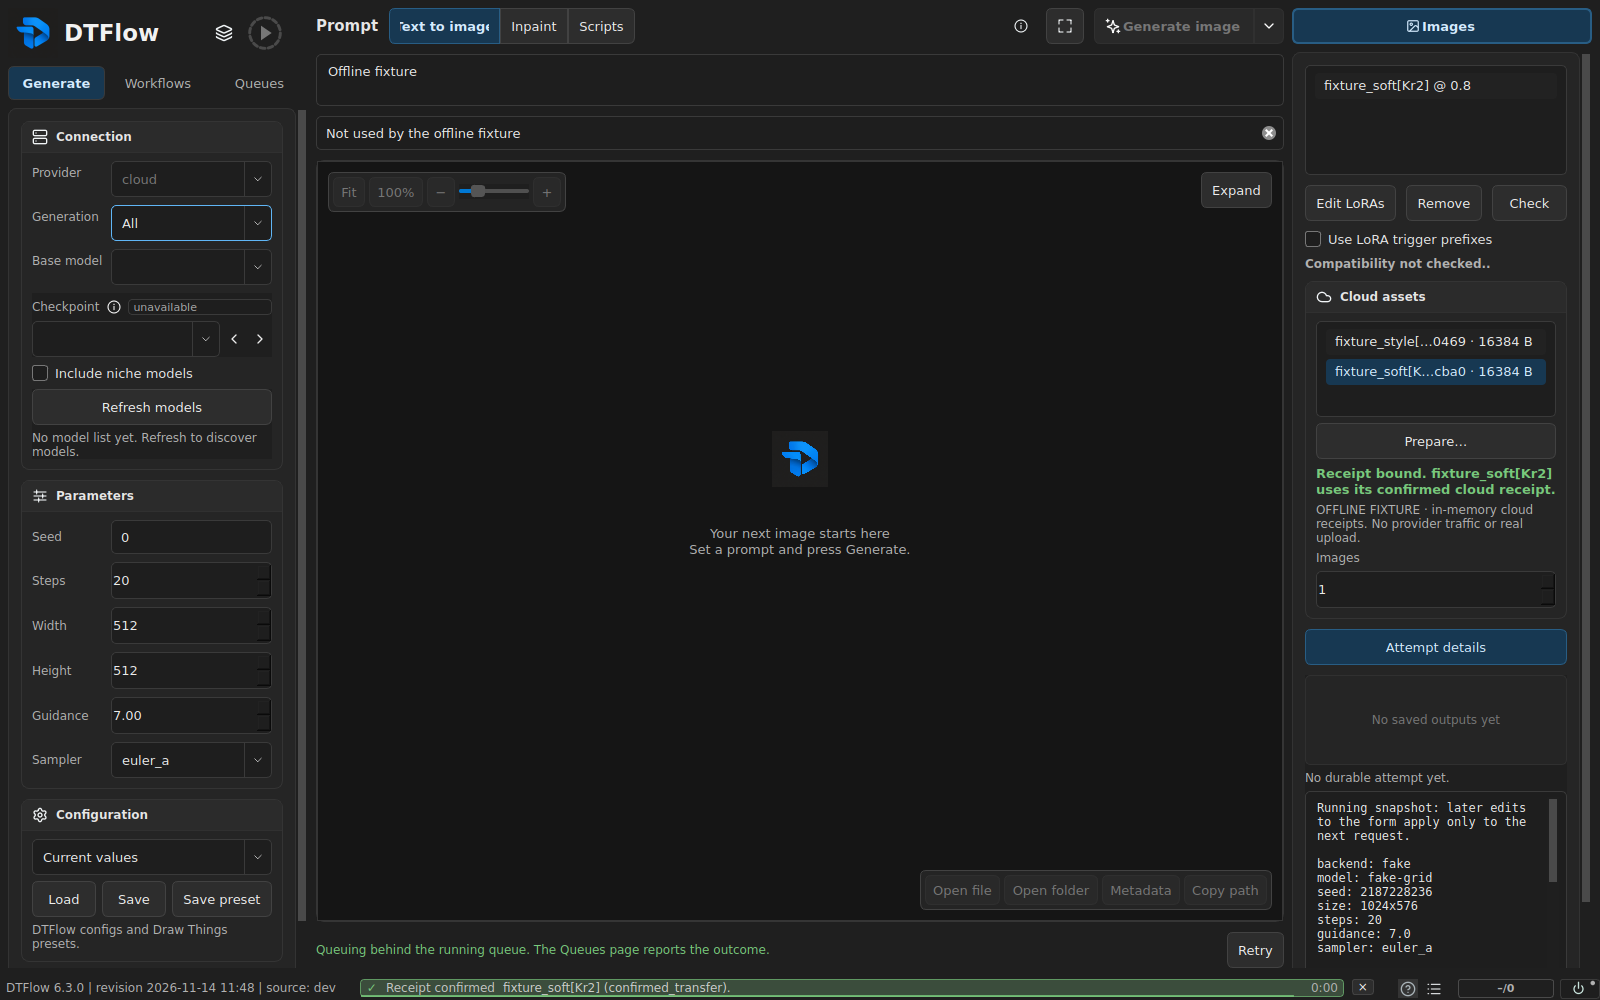 DTFlow
Generate Workflows Queues
Connection
Provider cloud
Generation All
Base model
Checkpoint unavailable
Include niche models
Refresh models
No model list yet. Refresh to discover
models.
Parameters
Seed 0
Steps 20
Width 512
Height 512
Guidance 7.00
Sampler euler_a
Configuration
Current values
Load Save Save preset
DTFlow configs and Draw Things
presets.
Prompt Text to image Inpaint Scripts
Generate image
Offline fixture
Not used by the offline fixture
Fit 100% − +
Expand
Your next image starts here
Set a prompt and press Generate.
Open file Open folder Metadata Copy path
Queuing behind the running queue. The Queues page reports the outcome.
Retry
Images
fixture_soft[Kr2] @ 0.8
Edit LoRAs Remove Check
Use LoRA trigger prefixes
Compatibility not checked..
Cloud assets
fixture_style[...0469 · 16384 B
fixture_soft[K...cba0 · 16384 B
Prepare...
Receipt bound. fixture_soft[Kr2]
uses its confirmed cloud receipt.
OFFLINE FIXTURE · in-memory cloud
receipts. No provider traffic or real
upload.
Images
1
Attempt details
No saved outputs yet
No durable attempt yet.
Running snapshot: later edits
to the form apply only to the
next request.
backend: fake
model: fake-grid
seed: 2187228236
size: 1024x576
steps: 20
guidance: 7.0
sampler: euler_a
DTFlow 6.3.0 | revision 2026-11-14 11:48 | source: dev
✓ Receipt confirmed fixture_soft[Kr2] (confirmed_transfer). 0:00
–/0